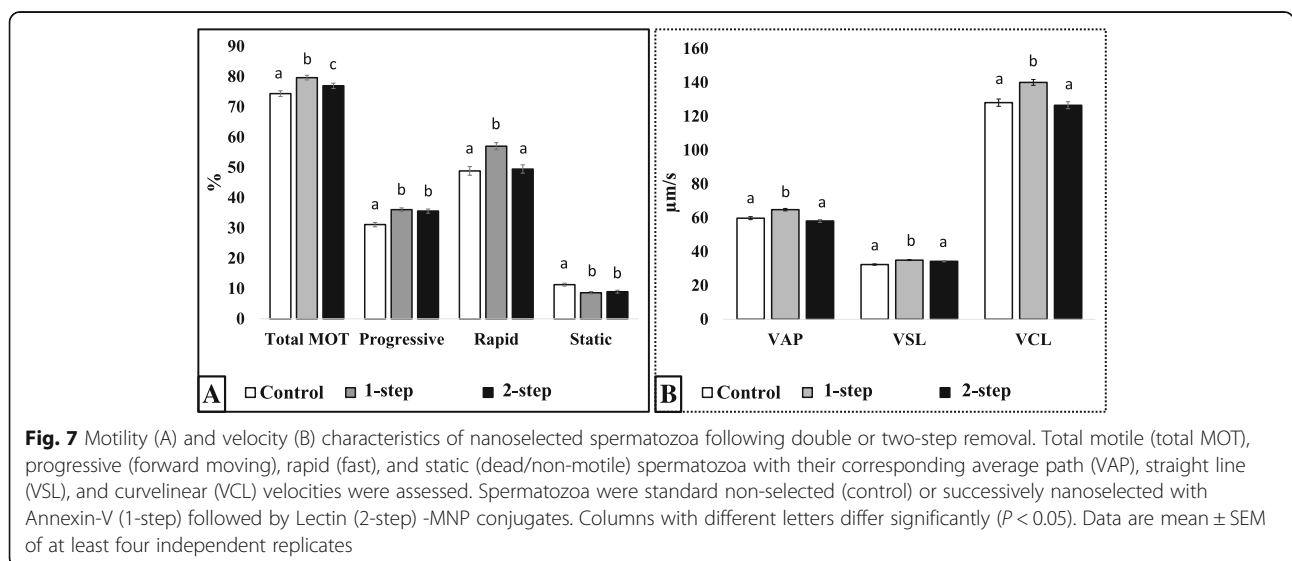 90
80
70
60
50
40
30
20
10
0
%
a b c
a b b
a b a
a b b
Total MOT Progressive Rapid Static
A Control 1-step 2-step
160
140
120
100
80
60
40
20
0
µm/s
a b a
a b a
a b a
VAP VSL VCL
B Control 1-step 2-step
Fig. 7 Motility (A) and velocity (B) characteristics of nanoselected spermatozoa following double or two-step removal. Total motile (total MOT),
progressive (forward moving), rapid (fast), and static (dead/non-motile) spermatozoa with their corresponding average path (VAP), straight line
(VSL), and curvelinear (VCL) velocities were assessed. Spermatozoa were standard non-selected (control) or successively nanoselected with
Annexin-V (1-step) followed by Lectin (2-step) -MNP conjugates. Columns with different letters differ significantly (P < 0.05). Data are mean ± SEM
of at least four independent replicates